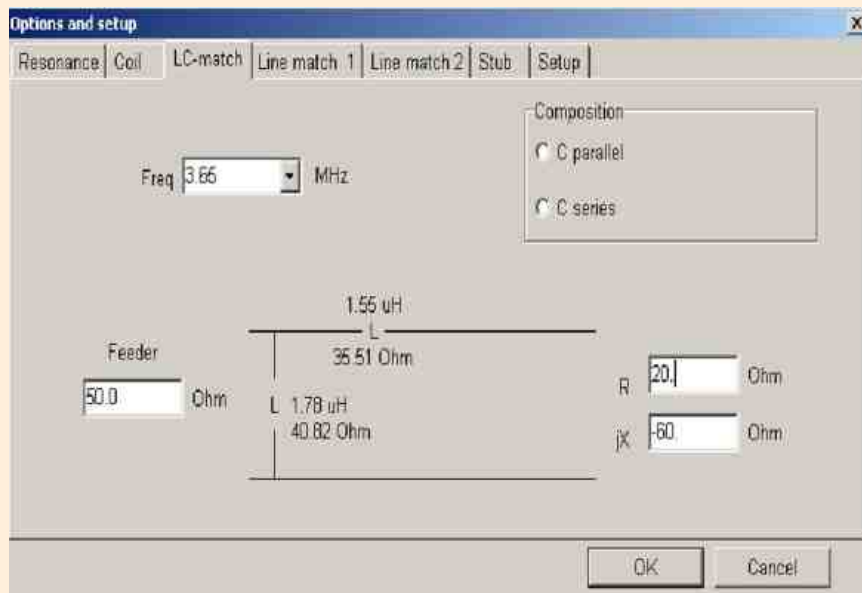 Options and setup
Resonance Coil LC-match Line match 1 Line match 2 Stub Setup
Composition
C parallel
Freq 3.65 MHz
C series
1.55 uH
L
Feeder
35.51 Ohm
50.0 Ohm
L 1.78 uH
40.82 Ohm
R 20. Ohm
jX -60. Ohm
OK Cancel